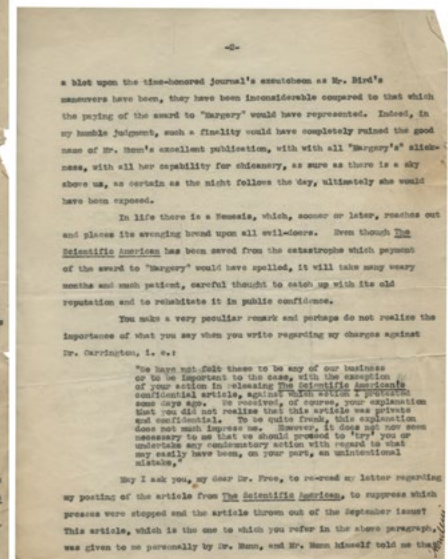 -2-
a blot upon the time-honored journal's escutcheon as Mr. Bird's
maneuvers have been, they have been inconsiderable compared to that which
the paying of the award to "Margery" would have represented. Indeed, in
my humble judgment, such a finality would have completely ruined the good
name of Mr. Munn's excellent publication, with with all "Margery's" slick-
ness, with all her capability for chicanery, as sure as there is a sky
above us, as certain as the night follows the day, ultimately she would
have been exposed.
In life there is a Nemesis, which, sooner or later, reaches out
and places its avenging brand upon all evil-doers. Even though The
Scientific American has been saved from the catastrophe which payment
of the award to "Margery" would have spelled, it will take many weary
months and much patient, careful thought to catch up with its old
reputation and to rehabitate it in public confidence.
You make a very peculiar remark and perhaps do not realize the
importance of what you say when you write regarding my charges against
Dr. Carrington, i. e.:
"We have not felt these to be any of our business
or to be important to the case, with the exception
of your action in releasing The Scientific American's
confidential article, against which action I protested
some days ago. We received, of course, your explanation
that you did not realize that this article was private
and confidential. To be quite frank, this explanation
does not much impress me. However, it does not now seem
necessary to us that we should proceed to 'try' you or
undertake any condemnatory action with regard to what
may easily have been, on your part, an unintentional
mistake."
May I ask you, my dear Dr. Free, to re-read my letter regarding
my posting of the article from The Scientific American, to suppress which
presses were stopped and the article thrown out of the September issue?
This article, which is the one to which you refer in the above paragraph,
was given to me personally by Dr. Munn, and Mr. Munn himself told me that